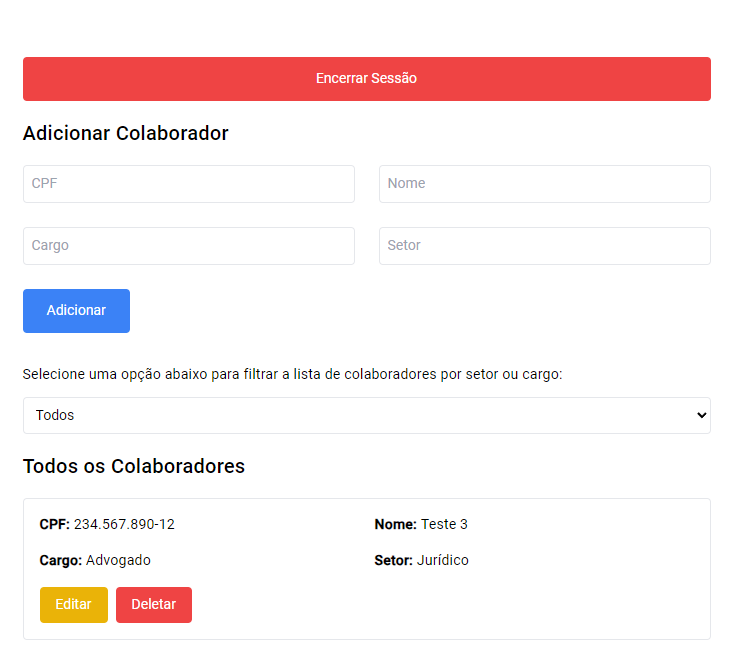 Encerrar Sessão
Adicionar Colaborador
CPF Nome
Cargo Setor
Adicionar
Selecione uma opção abaixo para filtrar a lista de colaboradores por setor ou cargo:
Todos
Todos os Colaboradores
CPF: 234.567.890-12 Nome: Teste 3
Cargo: Advogado Setor: Jurídico
Editar Deletar